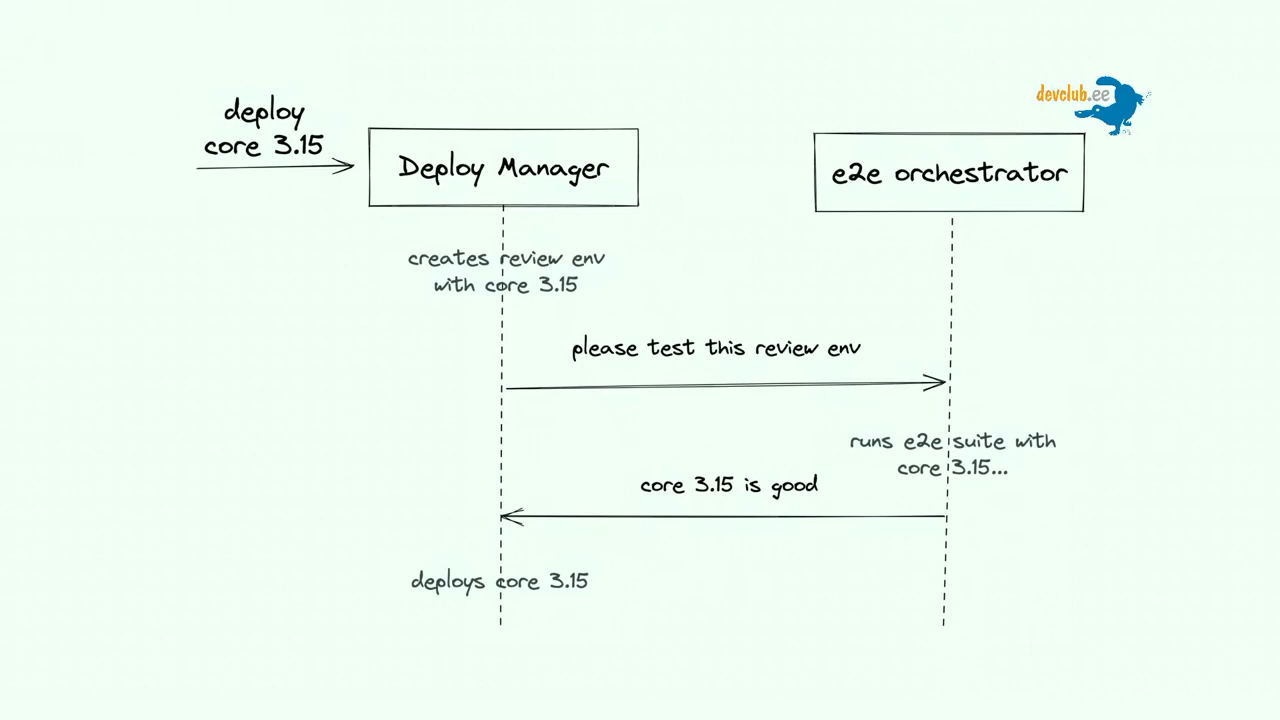 devclub.ee
deploy
core 3.15
Deploy Manager
e2e orchestrator
creates review env
with core 3.15
please test this review env
runs e2e suite with
core 3.15...
core 3.15 is good
deploys core 3.15